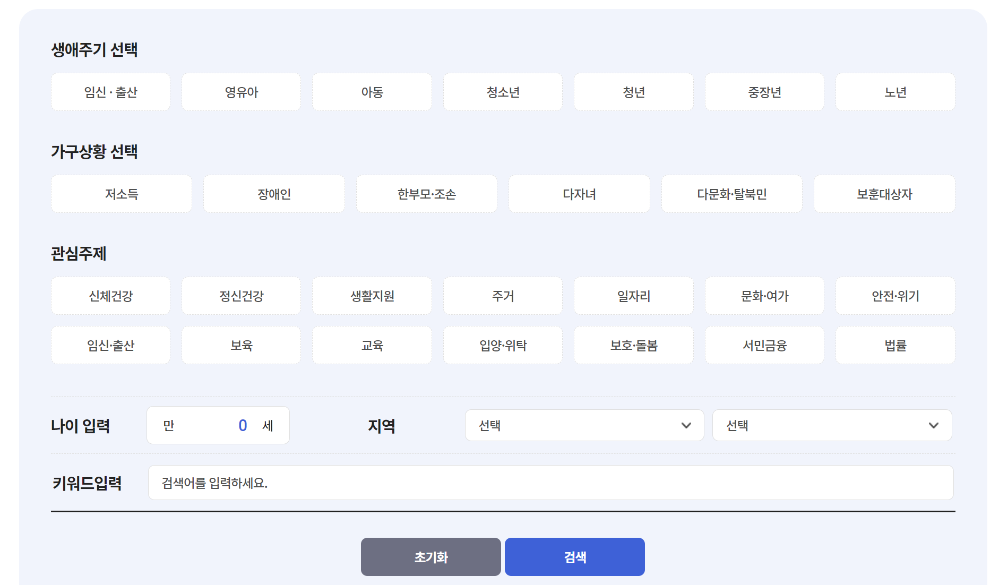 생애주기 선택
임신 · 출산 영유아 아동 청소년 청년 중장년 노년
가구상황 선택
저소득 장애인 한부모·조손 다자녀 다문화·탈북민 보훈대상자
관심주제
신체건강 정신건강 생활지원 주거 일자리 문화·여가 안전·위기
임신·출산 보육 교육 입양·위탁 보호·돌봄 서민금융 법률
나이 입력 만 0 세 지역 선택 선택
키워드입력 검색어를 입력하세요.
초기화 검색